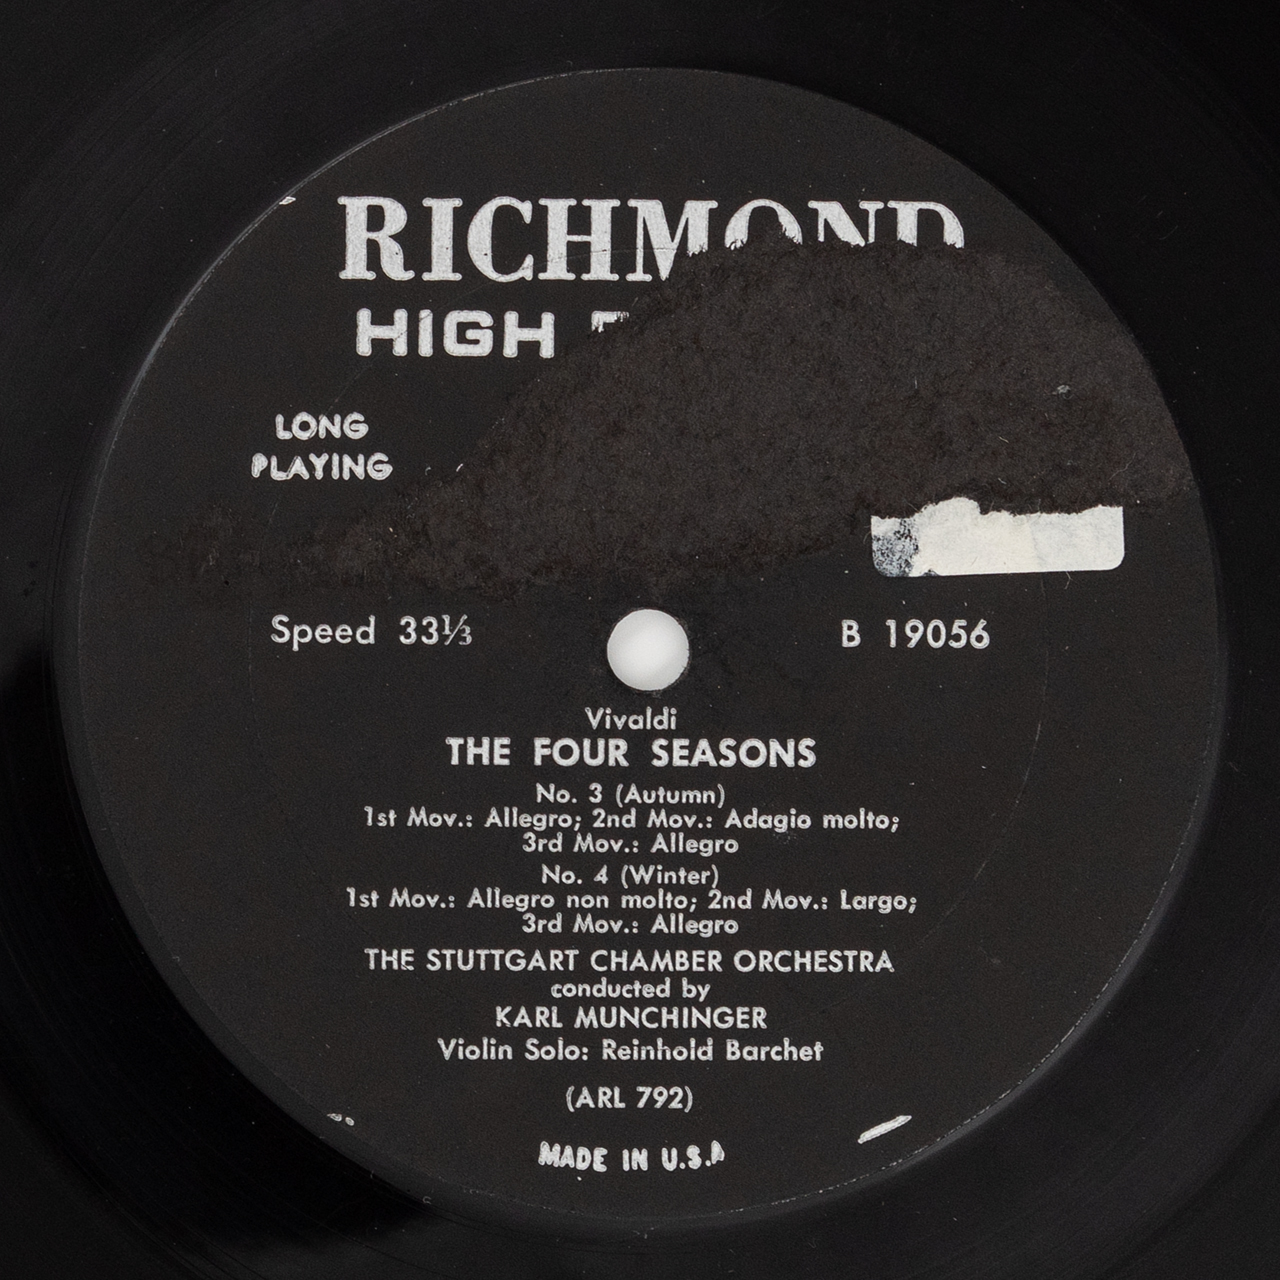 RICHMOND
HIGH
LONG
PLAYING
Speed 33⅓
B 19056
Vivaldi
THE FOUR SEASONS
No. 3 (Autumn)
1st Mov.: Allegro; 2nd Mov.: Adagio molto;
3rd Mov.: Allegro
No. 4 (Winter)
1st Mov.: Allegro non molto; 2nd Mov.: Largo;
3rd Mov.: Allegro
THE STUTTGART CHAMBER ORCHESTRA
conducted by
KARL MUNCHINGER
Violin Solo: Reinhold Barchet
(ARL 792)
MADE IN U.S.A